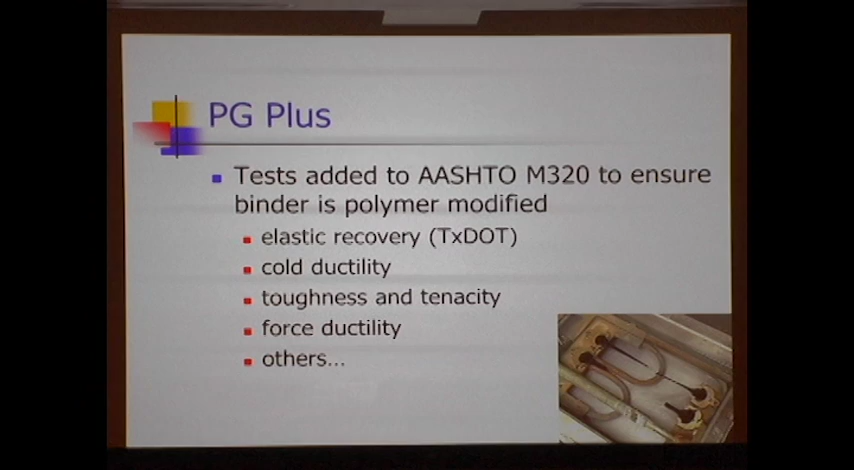 PG Plus
Tests added to AASHTO M320 to ensure
binder is polymer modified
elastic recovery (TxDOT)
cold ductility
toughness and tenacity
force ductility
others...